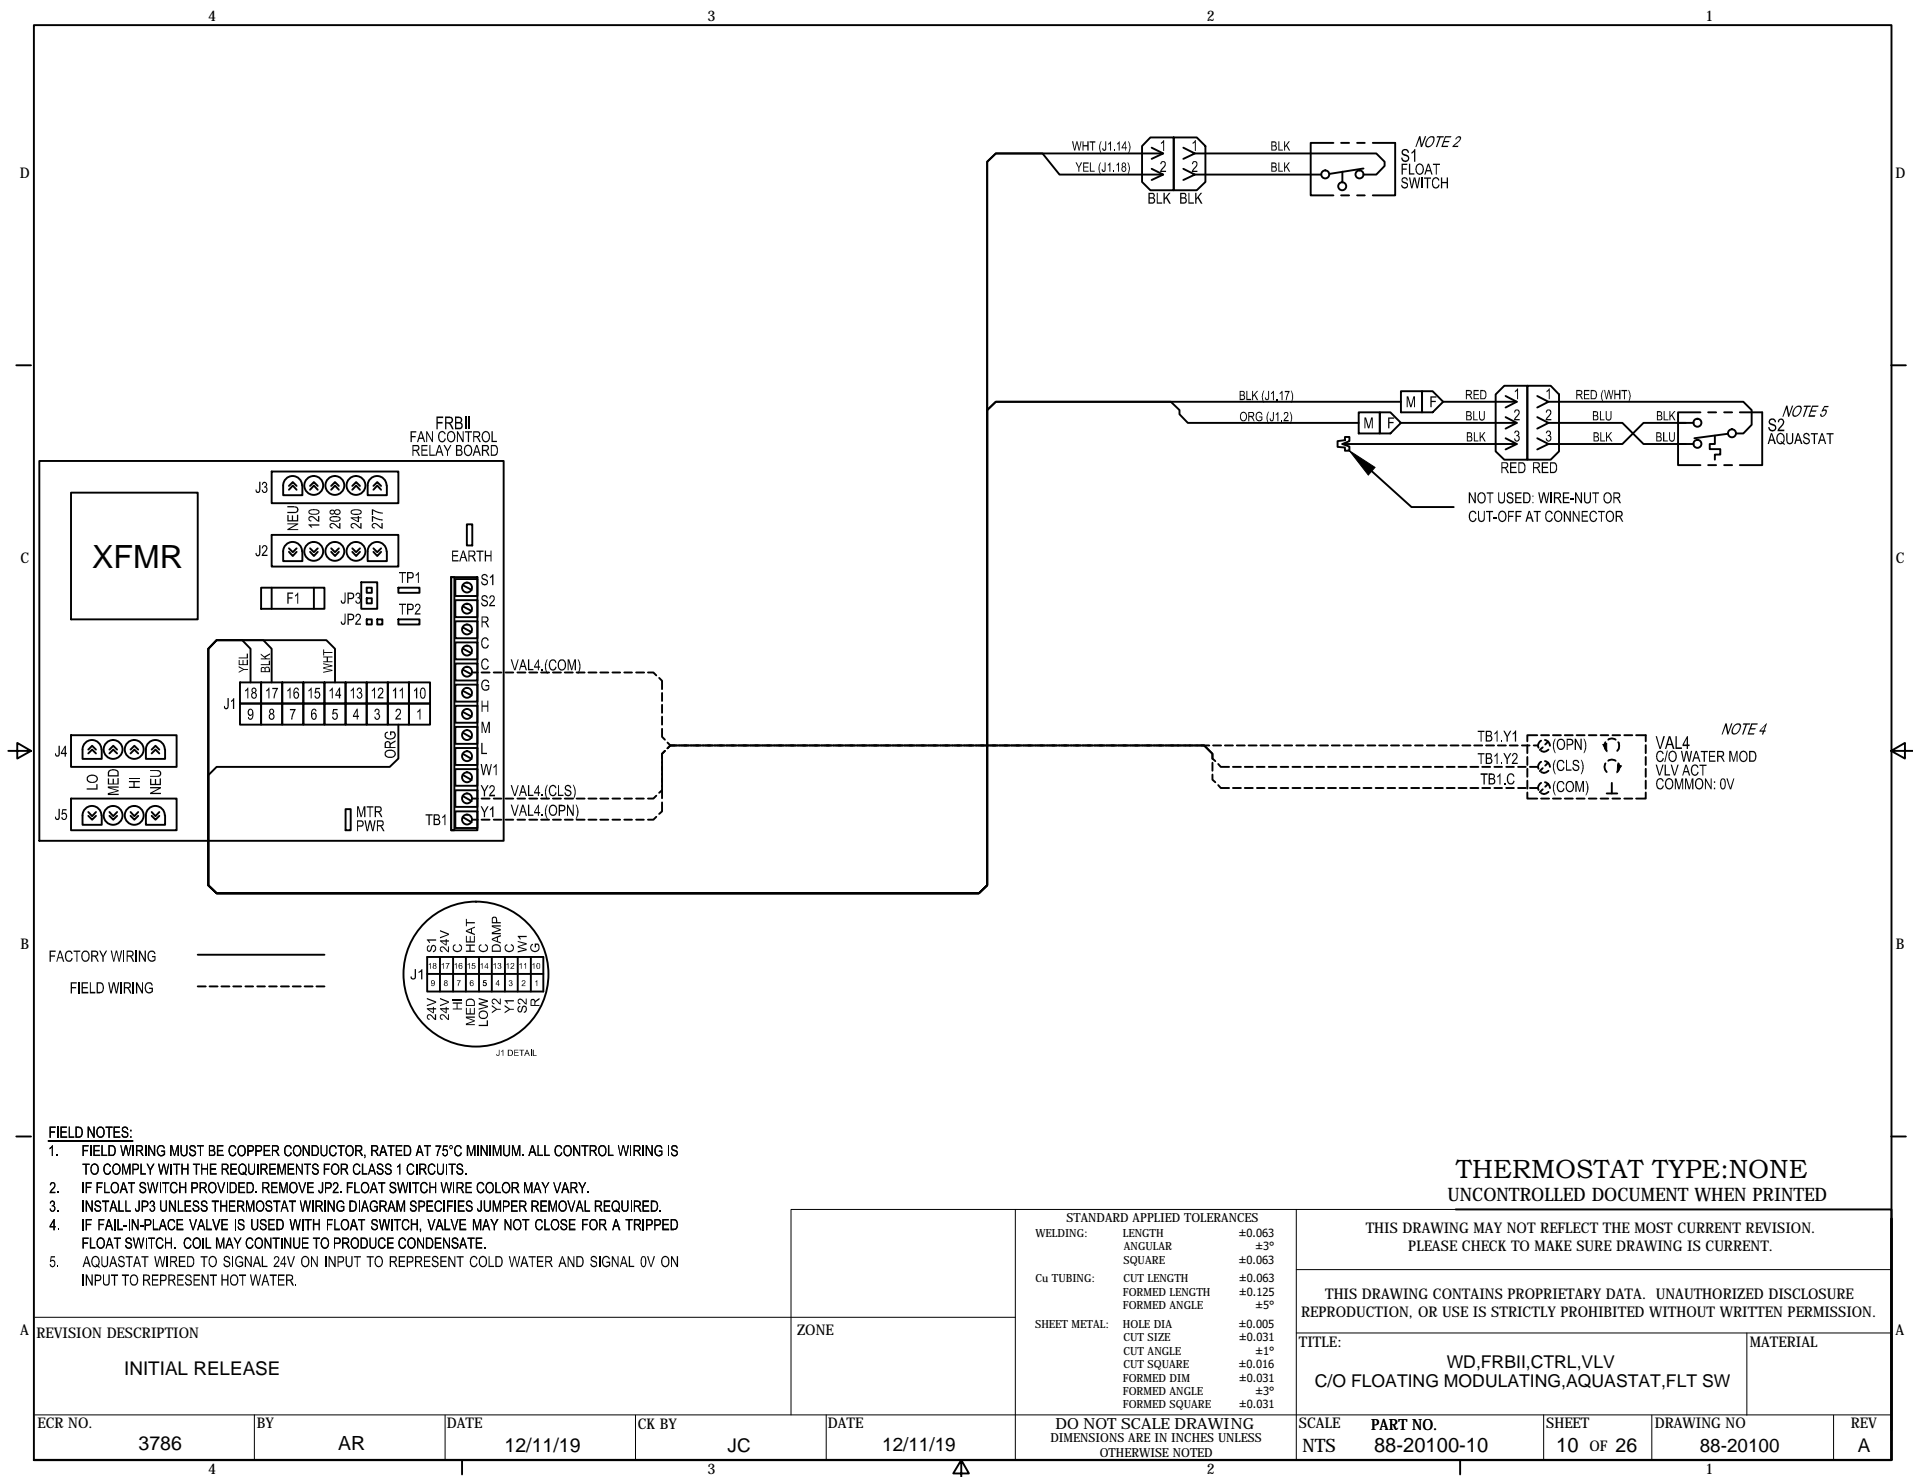 4 3 2 1
D
D
WHT (J1.14)
YEL (J1.18)
1 1
2 2
BLK BLK
BLK
BLK
NOTE 2
S1
FLOAT
SWITCH
BLK (J1.17)
ORG (J1.2)
M F
M F
RED
BLU
BLK
1 1
2 2
3 3
RED RED
RED (WHT)
BLU
BLK
BLK
BLU
NOTE 5
S2
AQUASTAT
NOT USED: WIRE-NUT OR
CUT-OFF AT CONNECTOR
FRBII
FAN CONTROL
RELAY BOARD
C
C
XFMR
J3
NEU
120
208
240
277
J2
EARTH
F1
JP3
JP2
TP1
TP2
S1
S2
R
C
C
G
H
M
L
W1
Y2
Y1
TB1
VAL4.(COM)
VAL4.(CLS)
VAL4.(OPN)
YEL
BLK
WHT
J1
18 17 16 15 14 13 12 11 10
9 8 7 6 5 4 3 2 1
ORG
J4
LO
MED
HI
NEU
J5
MTR
PWR
TB1.Y1
TB1.Y2
TB1.C
(OPN)
(CLS)
(COM)
NOTE 4
VAL4
C/O WATER MOD
VLV ACT
COMMON: 0V
B
B
FACTORY WIRING
FIELD WIRING
S1
24V
C
HEAT
C
DAMP
C
W1
G
J1
18 17 16 15 14 13 12 11 10
9 8 7 6 5 4 3 2 1
24V
24V
HI
MED
LOW
Y2
Y1
S2
R
J1 DETAIL
FIELD NOTES:
1. FIELD WIRING MUST BE COPPER CONDUCTOR, RATED AT 75°C MINIMUM. ALL CONTROL WIRING IS
TO COMPLY WITH THE REQUIREMENTS FOR CLASS 1 CIRCUITS.
2. IF FLOAT SWITCH PROVIDED. REMOVE JP2. FLOAT SWITCH WIRE COLOR MAY VARY.
3. INSTALL JP3 UNLESS THERMOSTAT WIRING DIAGRAM SPECIFIES JUMPER REMOVAL REQUIRED.
4. IF FAIL-IN-PLACE VALVE IS USED WITH FLOAT SWITCH, VALVE MAY NOT CLOSE FOR A TRIPPED
FLOAT SWITCH. COIL MAY CONTINUE TO PRODUCE CONDENSATE.
5. AQUASTAT WIRED TO SIGNAL 24V ON INPUT TO REPRESENT COLD WATER AND SIGNAL 0V ON
INPUT TO REPRESENT HOT WATER.
THERMOSTAT TYPE:NONE
UNCONTROLLED DOCUMENT WHEN PRINTED
STANDARD APPLIED TOLERANCES
WELDING: LENGTH ±0.063
ANGULAR ±3°
SQUARE ±0.063
Cu TUBING: CUT LENGTH ±0.063
FORMED LENGTH ±0.125
FORMED ANGLE ±5°
SHEET METAL: HOLE DIA ±0.005
CUT SIZE ±0.031
CUT ANGLE ±1°
CUT SQUARE ±0.016
FORMED DIM ±0.031
FORMED ANGLE ±3°
FORMED SQUARE ±0.031
THIS DRAWING MAY NOT REFLECT THE MOST CURRENT REVISION.
PLEASE CHECK TO MAKE SURE DRAWING IS CURRENT.
THIS DRAWING CONTAINS PROPRIETARY DATA. UNAUTHORIZED DISCLOSURE
REPRODUCTION, OR USE IS STRICTLY PROHIBITED WITHOUT WRITTEN PERMISSION.
A
A
REVISION DESCRIPTION
INITIAL RELEASE
ZONE
TITLE:
WD,FRBII,CTRL,VLV
C/O FLOATING MODULATING,AQUASTAT,FLT SW
MATERIAL
ECR NO.
3786
BY
AR
DATE
12/11/19
CK BY
JC
DATE
12/11/19
DO NOT SCALE DRAWING
DIMENSIONS ARE IN INCHES UNLESS
OTHERWISE NOTED
SCALE
NTS
PART NO.
88-20100-10
SHEET
10 OF 26
DRAWING NO
88-20100
REV
A
4 3 2 1